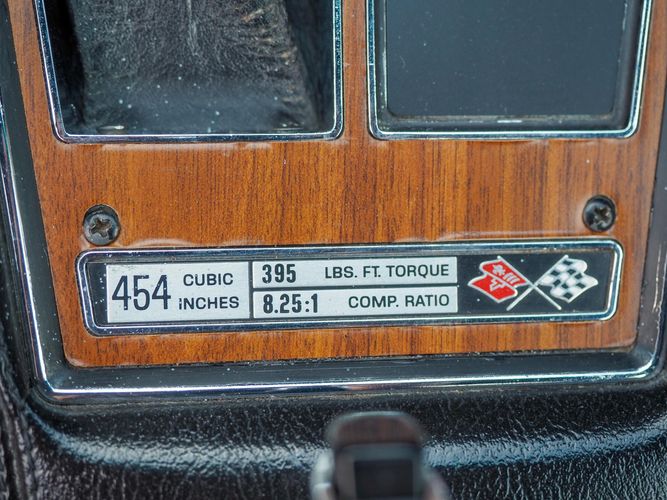 454 CUBIC INCHES
395 LBS. FT. TORQUE
8.25:1 COMP. RATIO